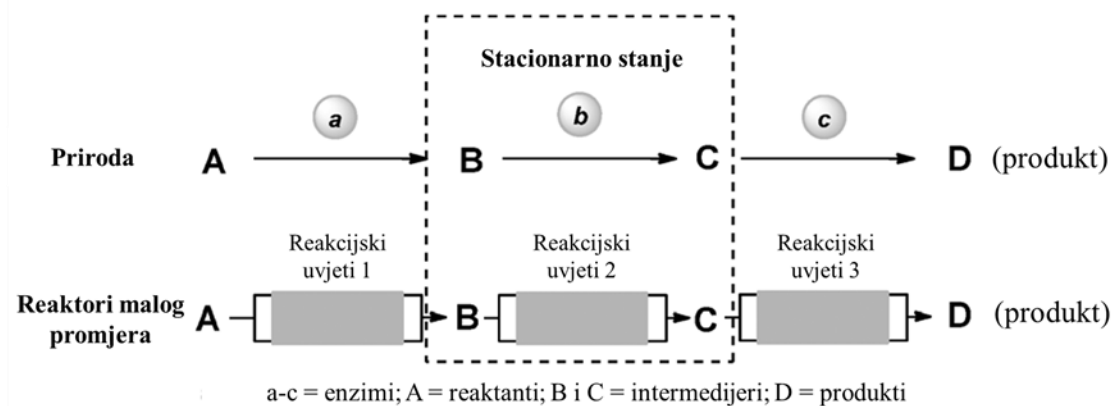 Stacionarno stanje
a b c
Priroda A B C D (produkt)
Reakcijski uvjeti 1
Reakcijski uvjeti 2
Reakcijski uvjeti 3
Reaktori malog promjera A B C D (produkt)
a-c = enzimi; A = reaktanti; B i C = intermedijeri; D = produkti